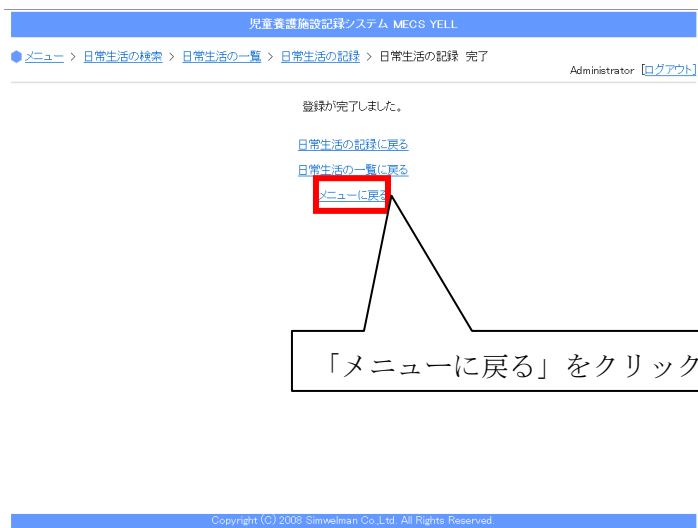 児童養護施設記録システム MECS YELL
メニュー > 日常生活の検索 > 日常生活の一覧 > 日常生活の記録 > 日常生活の記録 完了
Administrator [ログアウト]
登録が完了しました。
日常生活の記録に戻る
日常生活の一覧に戻る
メニューに戻る
「メニューに戻る」をクリック
Copyright (C) 2008 Simwelman Co.,Ltd. All Rights Reserved.